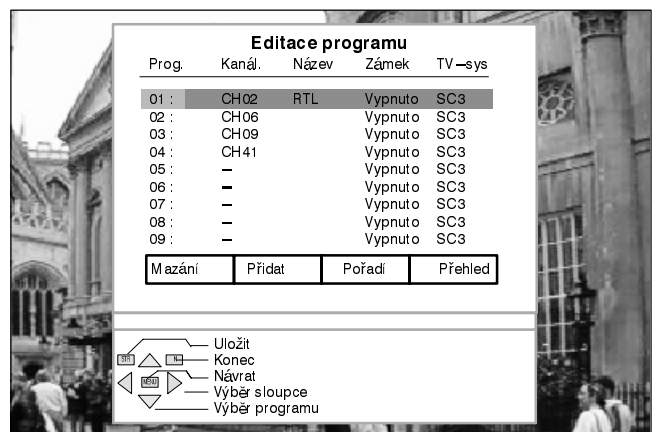 Editace programu
Prog. Kanál. Název Zámek TV–sys
01 : CH02 RTL Vypnuto SC3
02 : CH06 Vypnuto SC3
03 : CH09 Vypnuto SC3
04 : CH41 Vypnuto SC3
05 : – Vypnuto SC3
06 : – Vypnuto SC3
07 : – Vypnuto SC3
08 : – Vypnuto SC3
09 : – Vypnuto SC3
Mazání Přidat Pořadí Přehled
Uložit
STR N Konec
MENU Návrat
Výběr sloupce
Výběr programu